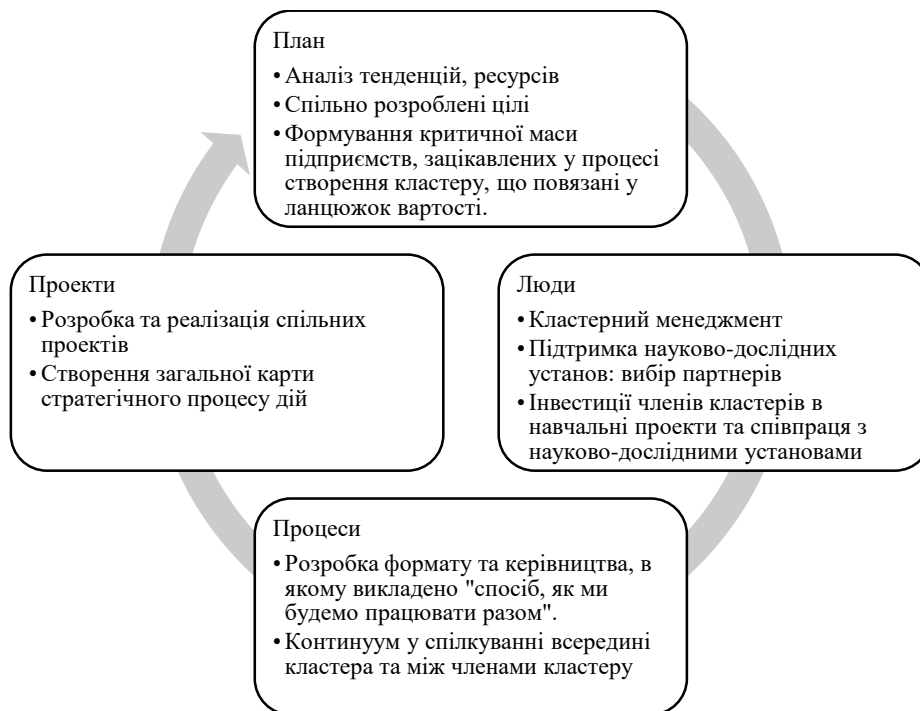 План
• Аналіз тенденцій, ресурсів
• Спільно розроблені цілі
• Формування критичної маси
підприємств, зацікавлених у процесі
створення кластеру, що повязані у
ланцюжок вартості.
Проекти
• Розробка та реалізація спільних
проектів
• Створення загальної карти
стратегічного процесу дій
Люди
• Кластерний менеджмент
• Підтримка науково-дослідних
установ: вибір партнерів
• Інвестиції членів кластерів в
навчальні проекти та співпраця з
науково-дослідними установами
Процеси
• Розробка формату та керівництва, в
якому викладено "спосіб, як ми
будемо працювати разом".
• Континуум у спілкуванні всередині
кластера та між членами кластеру